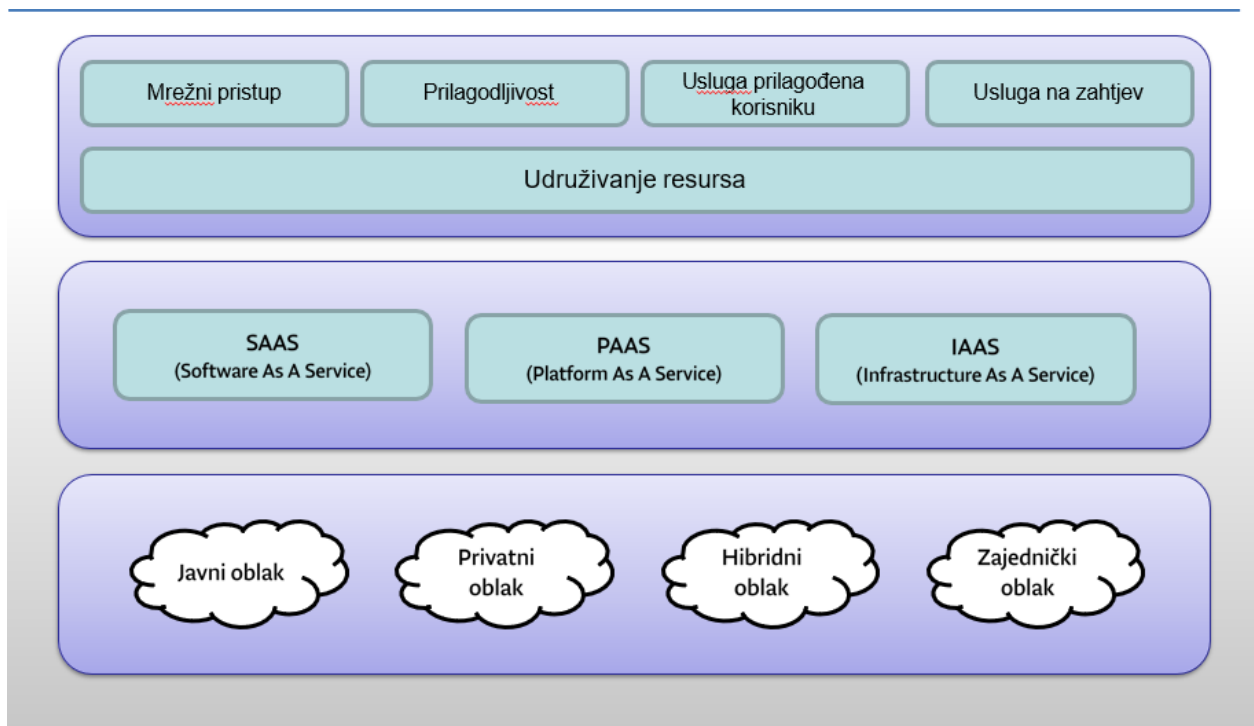 Mrežni pristup
Prilagodljivost
Usluga prilagođena
korisniku
Usluga na zahtjev
Udruživanje resursa
SAAS
(Software As A Service)
PAAS
(Platform As A Service)
IAAS
(Infrastructure As A Service)
Javni oblak
Privatni
oblak
Hibridni
oblak
Zajednički
oblak